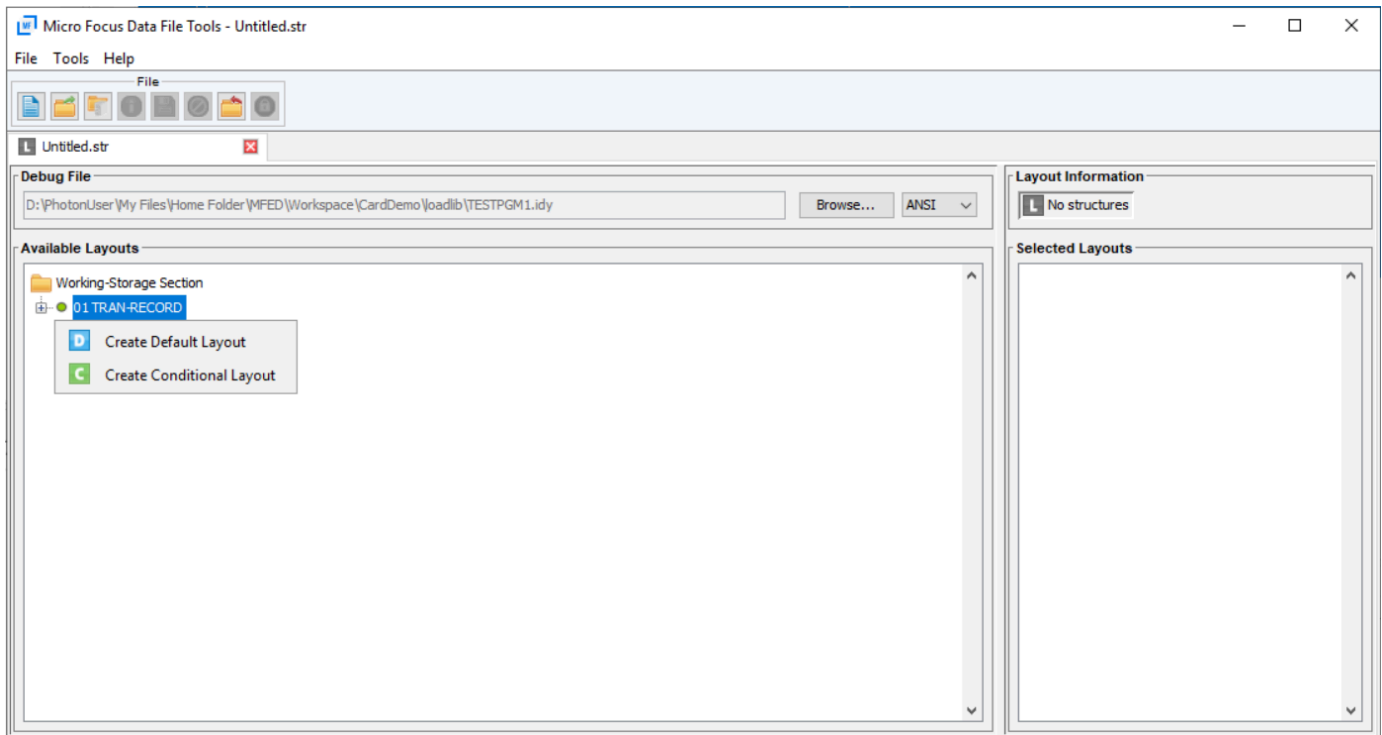 Micro Focus Data File Tools - Untitled.str
File Tools Help
File
L Untitled.str
Debug File
D:\PhotonUser\My Files\Home Folder\MFED\Workspace\CardDemo\loadlib\TESTPGM1.idy
Browse...
ANSI
Layout Information
L No structures
Available Layouts
Selected Layouts
Working-Storage Section
01 TRAN-RECORD
D Create Default Layout
C Create Conditional Layout